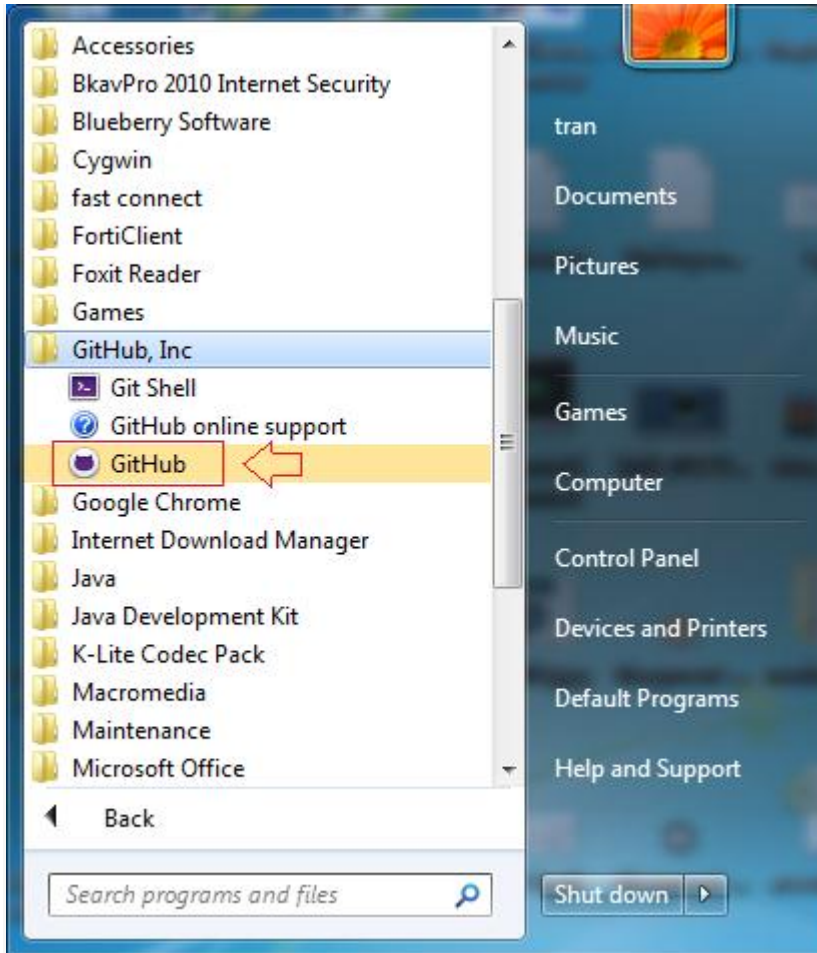 Accessories
BkavPro 2010 Internet Security
Blueberry Software
Cygwin
fast connect
FortiClient
Foxit Reader
Games
GitHub, Inc
Git Shell
GitHub online support
GitHub
Google Chrome
Internet Download Manager
Java
Java Development Kit
K-Lite Codec Pack
Macromedia
Maintenance
Microsoft Office
Back
Search programs and files
tran
Documents
Pictures
Music
Games
Computer
Control Panel
Devices and Printers
Default Programs
Help and Support
Shut down